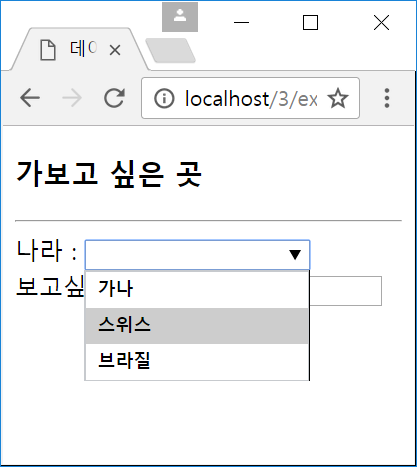 데이
localhost/3/ex
가보고 싶은 곳
나라 :
보고싶
가나
스위스
브라질